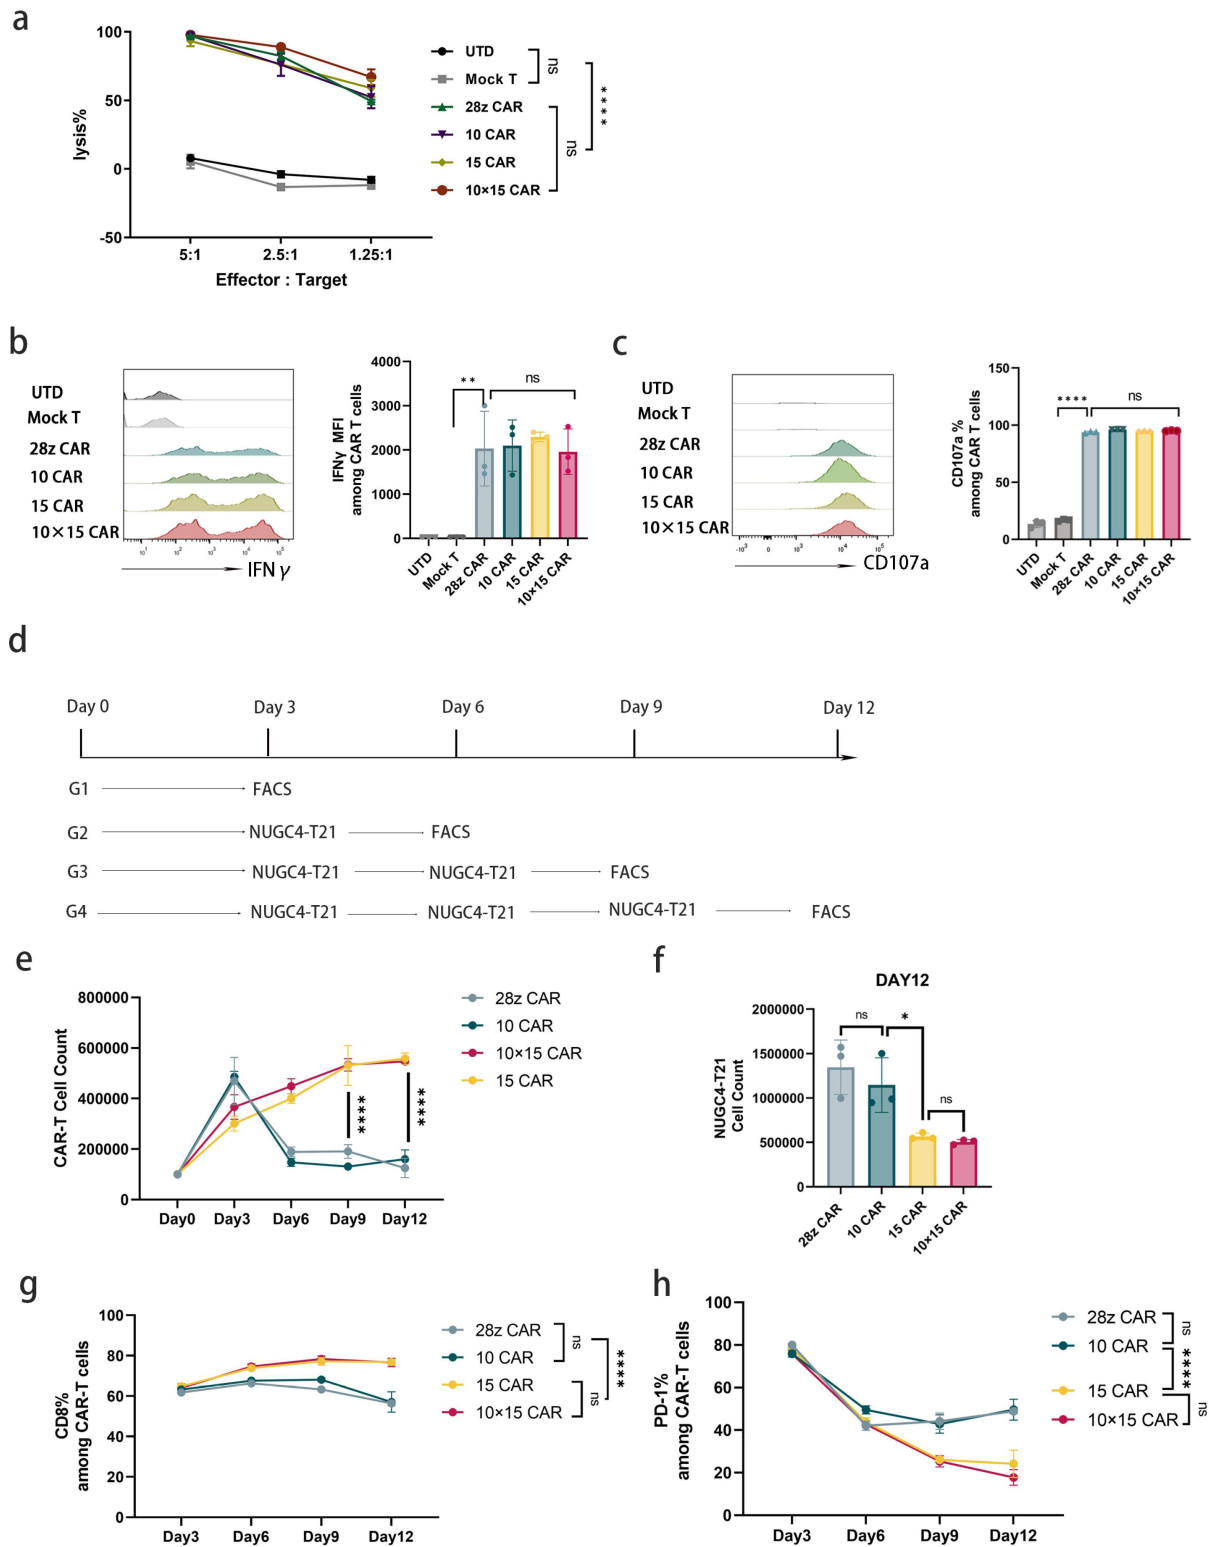 a
100
50
0
-50
lysis%
5:1
2.5:1
1.25:1
Effector : Target
UTD
Mock T
28z CAR
10 CAR
15 CAR
10×15 CAR
ns
ns
****
b
UTD
Mock T
28z CAR
10 CAR
15 CAR
10×15 CAR
10¹
10²
10³
10⁴
10⁵
IFN γ
IFNγ MFI
among CAR T cells
4000
3000
2000
1000
0
**
ns
UTD
Mock T
28z CAR
10 CAR
15 CAR
10×15 CAR
c
UTD
Mock T
28z CAR
10 CAR
15 CAR
10×15 CAR
-10³
0
10³
10⁴
10⁵
CD107a
CD107a %
among CAR T cells
150
100
50
0
****
ns
UTD
Mock T
28z CAR
10 CAR
15 CAR
10×15 CAR
d
Day 0
Day 3
Day 6
Day 9
Day 12
G1 FACS
G2 NUGC4-T21 FACS
G3 NUGC4-T21 NUGC4-T21 FACS
G4 NUGC4-T21 NUGC4-T21 NUGC4-T21 FACS
e
CAR-T Cell Count
800000
600000
400000
200000
0
Day0
Day3
Day6
Day9
Day12
****
****
28z CAR
10 CAR
10×15 CAR
15 CAR
f
DAY12
NUGC4-T21
Cell Count
2000000
1500000
1000000
500000
0
ns
*
ns
28z CAR
10 CAR
15 CAR
10×15 CAR
g
CD8%
among CAR-T cells
100
80
60
40
20
0
Day3
Day6
Day9
Day12
28z CAR
10 CAR
15 CAR
10×15 CAR
ns
ns
****
h
PD-1%
among CAR-T cells
100
80
60
40
20
0
Day3
Day6
Day9
Day12
28z CAR
10 CAR
15 CAR
10×15 CAR
ns
****
ns